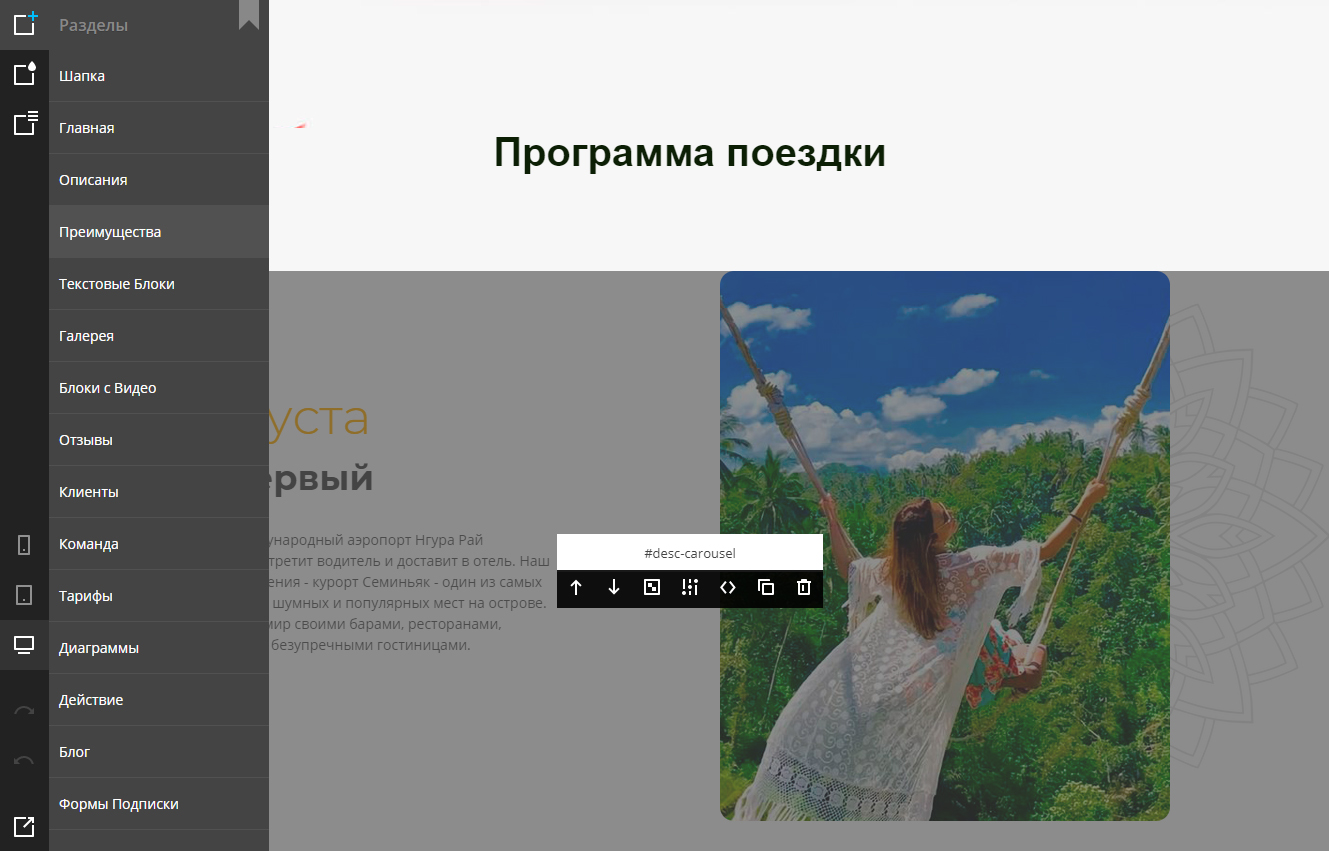 Разделы
Шапка
Главная
Описания
Преимущества
Текстовые Блоки
Галерея
Блоки с Видео
Отзывы
Клиенты
Команда
Тарифы
Диаграммы
Действие
Блог
Формы Подписки
Программа поездки
уста
ервый
ународный аэропорт Нгура Рай
третит водитель и доставит в отель. Наш
ения - курорт Семиньяк - один из самых
шумных и популярных мест на острове.
мир своими барами, ресторанами,
безупречными гостиницами.
#desc-carousel